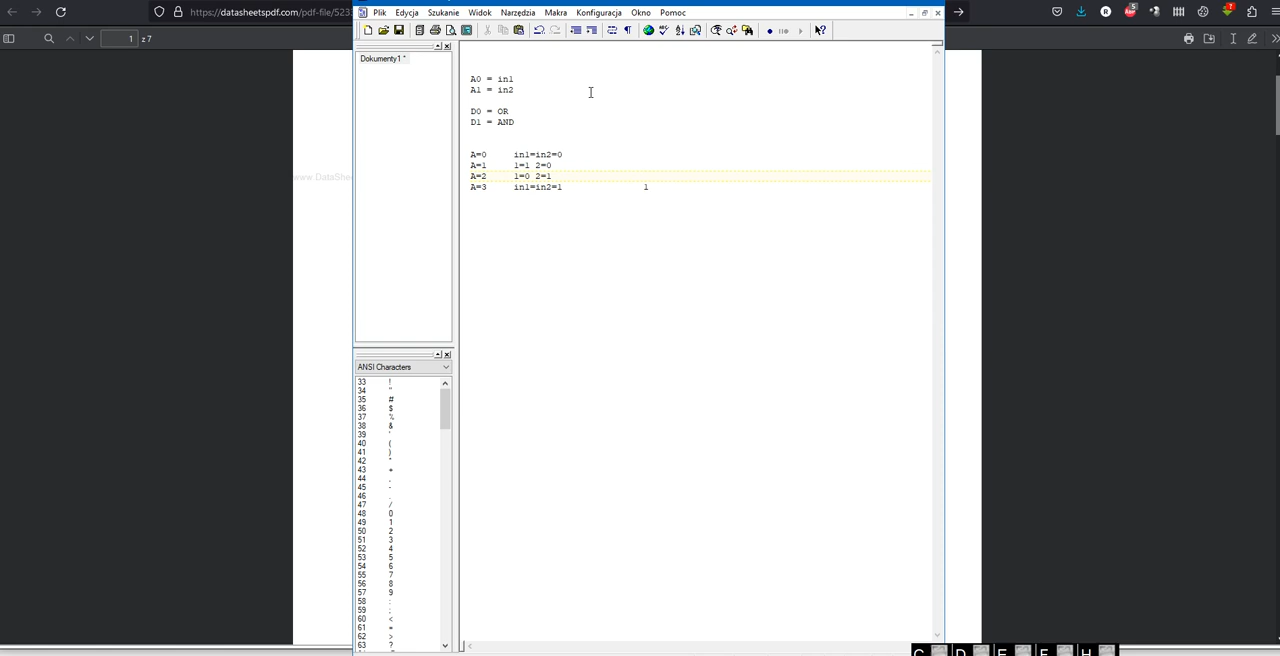 https://datasheetspdf.com/pdf-file/S23
1 z 7
Plik Edycja Szukanie Widok Narzędzia Makra Konfiguracja Okno Pomoc
Dokumenty1 *
A0 = in1
A1 = in2
D0 = OR
D1 = AND
A=0 in1=in2=0
A=1 1=1 2=0
A=2 1=0 2=1
A=3 in1=in2=1 1
www DataShe
ANSI Characters
33 !
34 "
35 #
36 $
37 %
38 &
39 '
40 (
41 )
42 *
43 +
44 ,
45 -
46 .
47 /
48 0
49 1
50 2
51 3
52 4
53 5
54 6
55 7
56 8
57 9
58 :
59 ;
60 <
61 =
62 >
63 ?
C D E F H